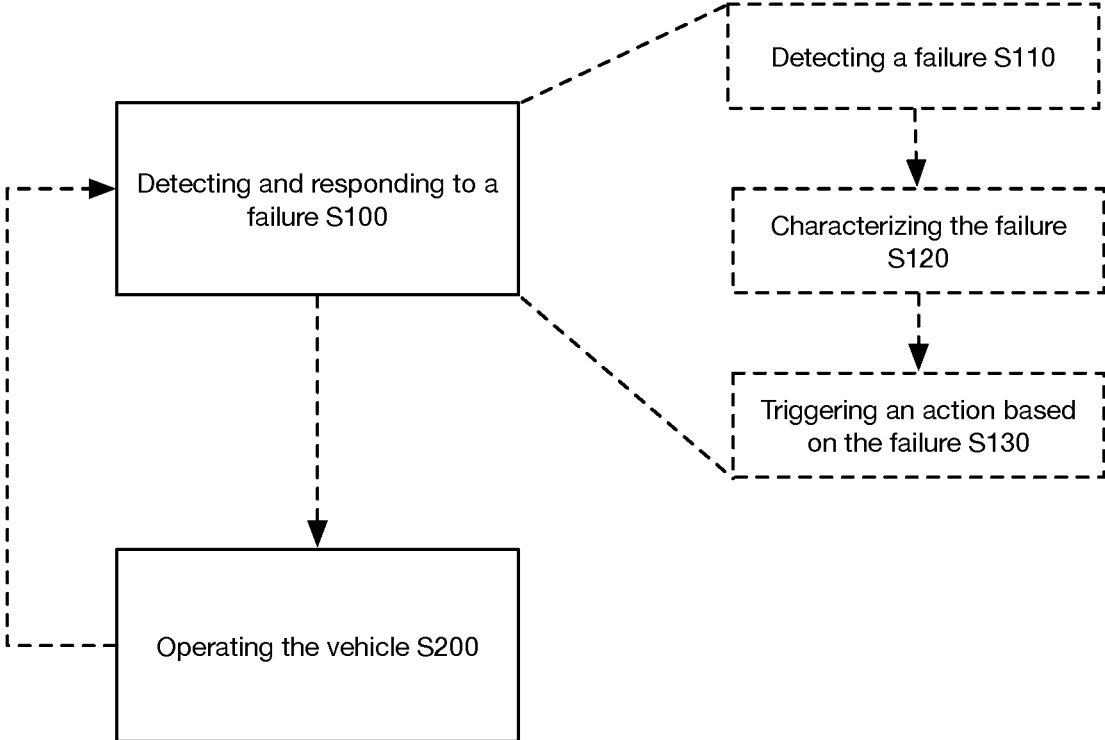 Detecting a failure S110
Detecting and responding to a
failure S100
Characterizing the failure
S120
Triggering an action based
on the failure S130
Operating the vehicle S200